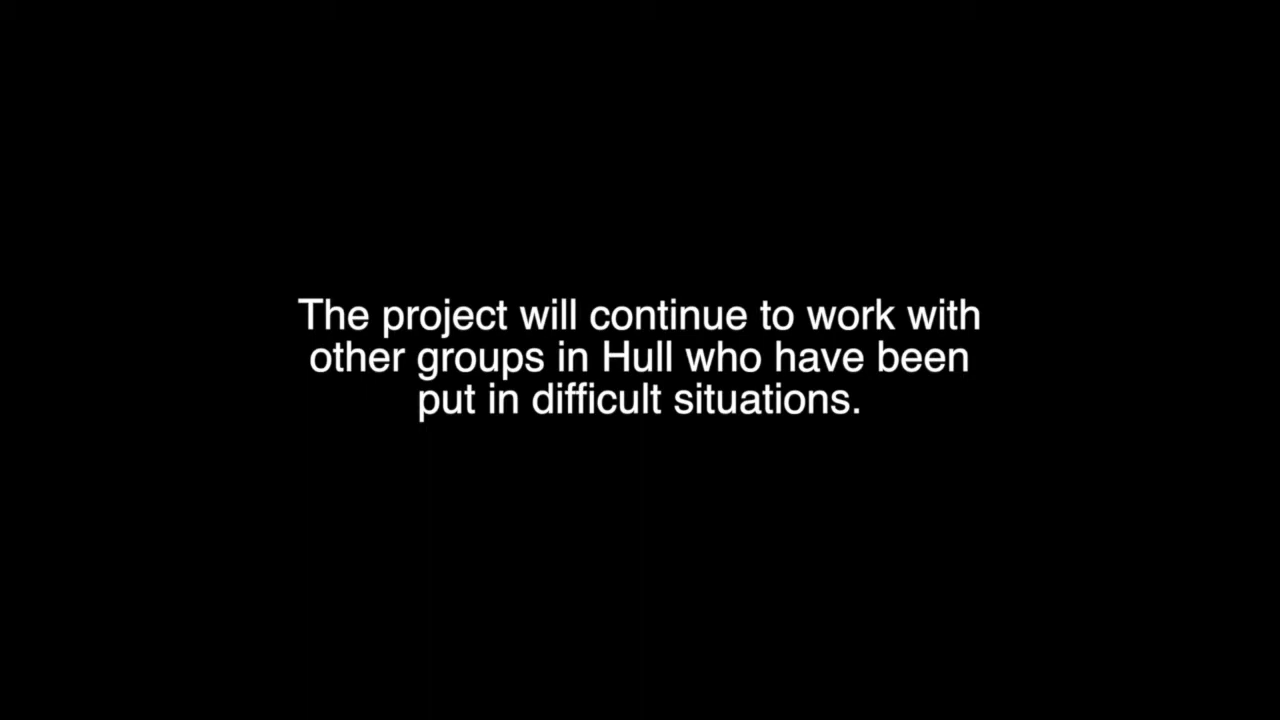 The project will continue to work with
other groups in Hull who have been
put in difficult situations.